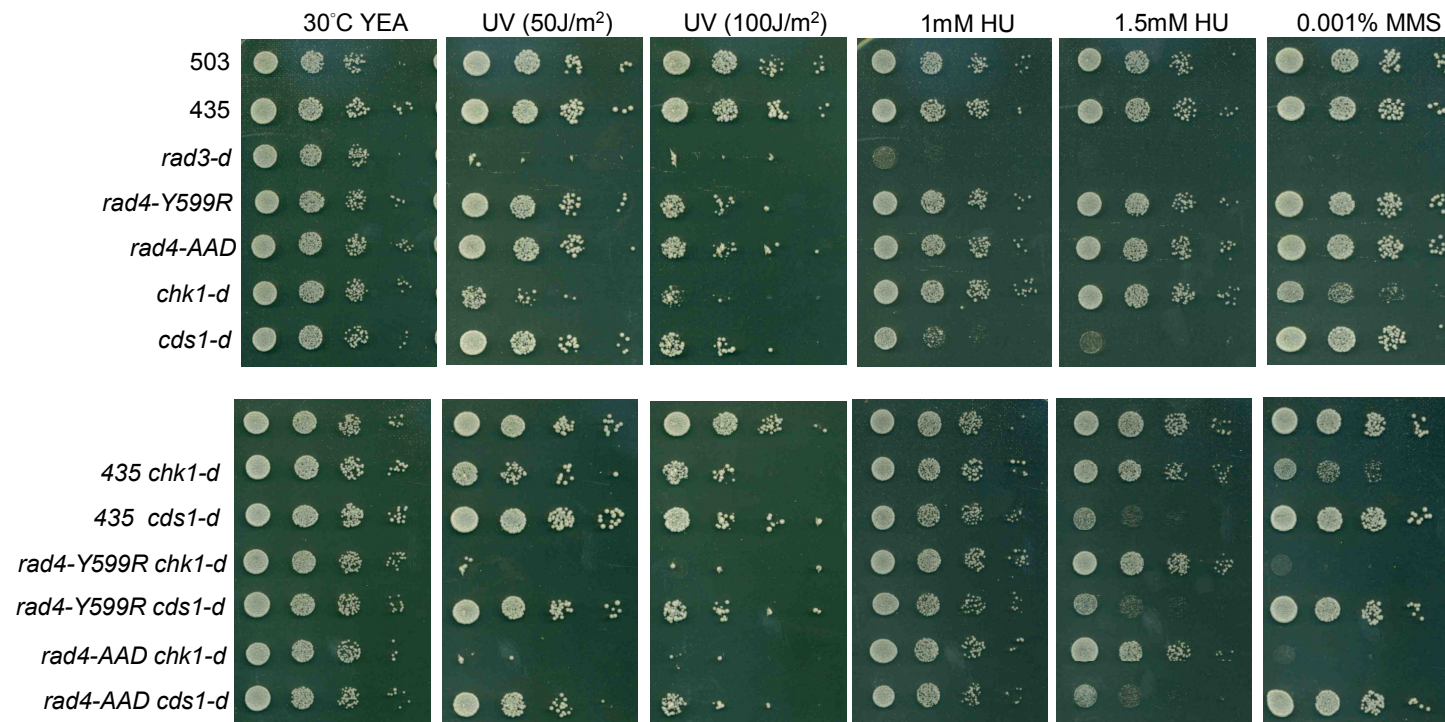 30°C YEA UV (50J/m²) UV (100J/m²) 1mM HU 1.5mM HU 0.001% MMS
503
435
rad3-d
rad4-Y599R
rad4-AAD
chk1-d
cds1-d
435 chk1-d
435 cds1-d
rad4-Y599R chk1-d
rad4-Y599R cds1-d
rad4-AAD chk1-d
rad4-AAD cds1-d